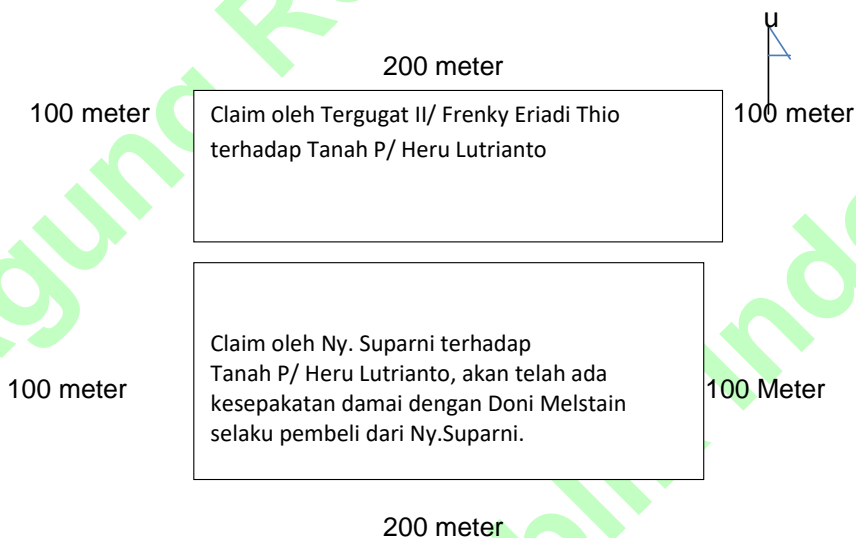 u
200 meter
100 meter
100 meter
Claim oleh Tergugat II/ Frenky Eriadi Thio
terhadap Tanah P/ Heru Lutrianto
Claim oleh Ny. Suparni terhadap
Tanah P/ Heru Lutrianto, akan telah ada
kesepakatan damai dengan Doni Melstain
selaku pembeli dari Ny.Suparni.
100 meter
100 Meter
200 meter